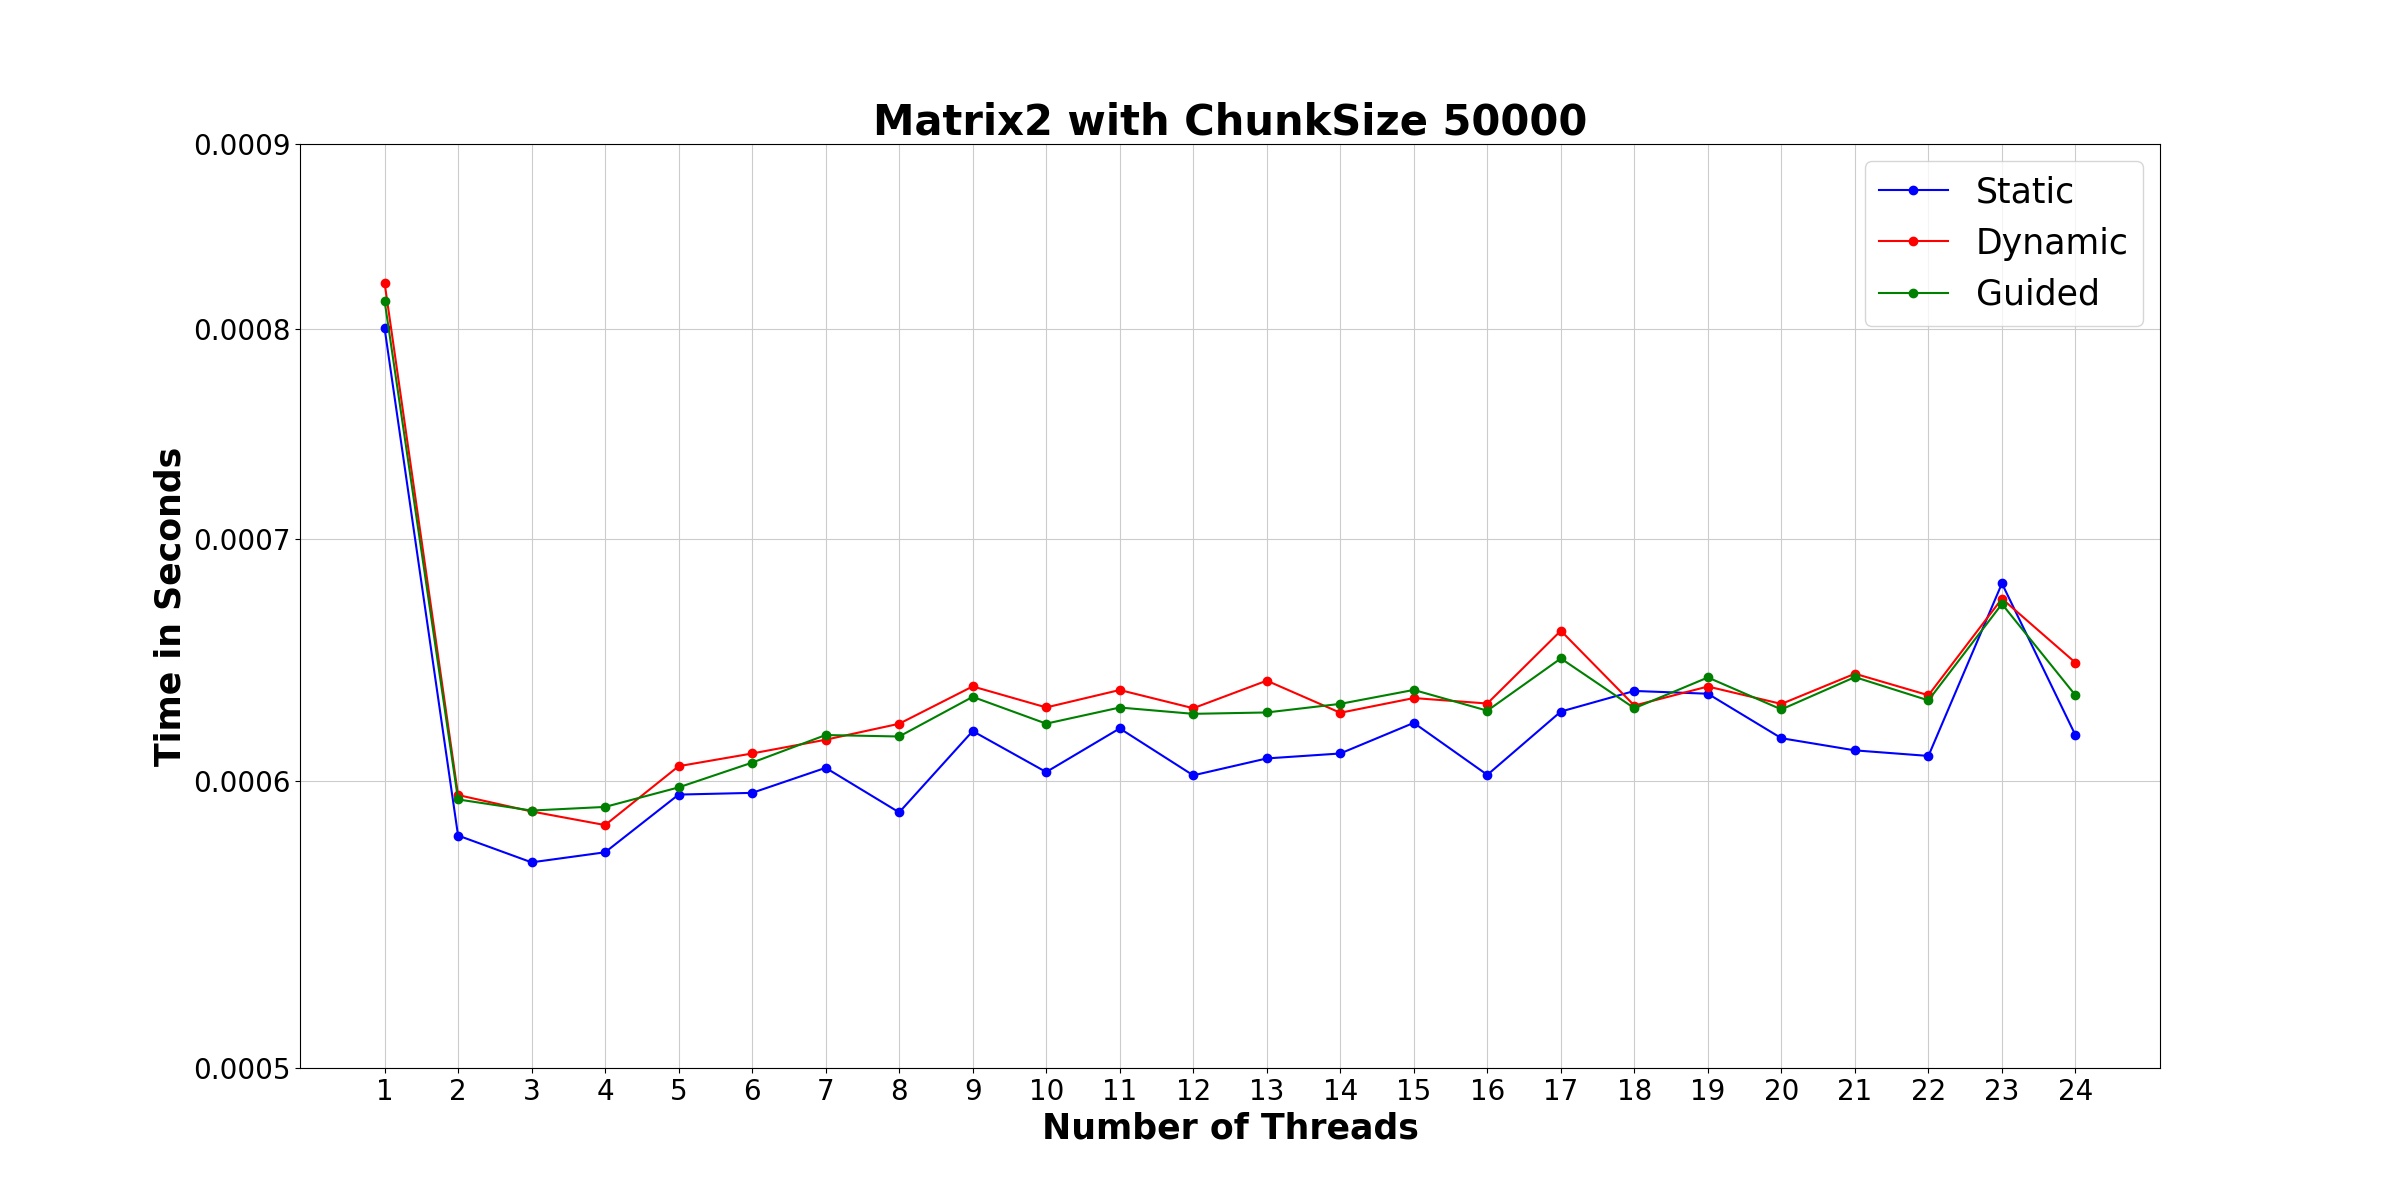 Matrix2 with ChunkSize 50000
0.0009
0.0008
0.0007
0.0006
0.0005
Time in Seconds
Static
Dynamic
Guided
1 2 3 4 5 6 7 8 9 10 11 12 13 14 15 16 17 18 19 20 21 22 23 24
Number of Threads